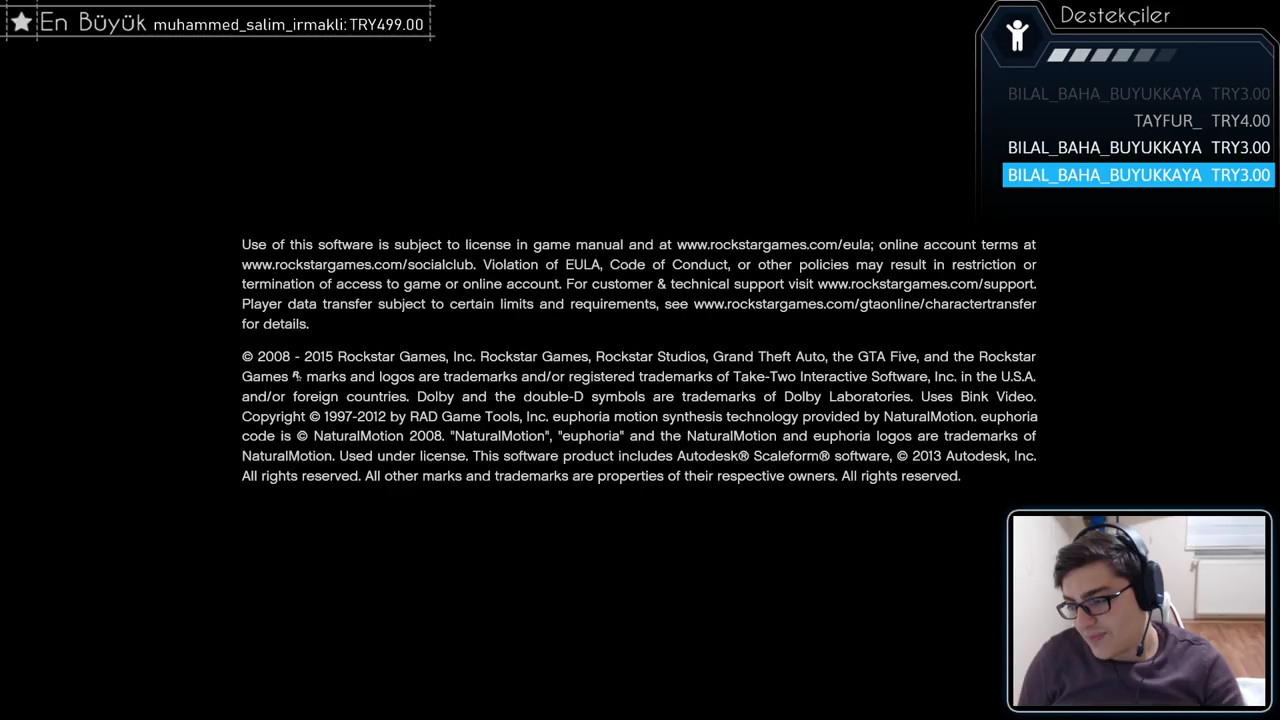 En Büyük muhammed_salim_irmakli: TRY499.00
Destekçiler
BILAL_BAHA_BUYUKKAYA TRY3.00
TAYFUR_ TRY4.00
BILAL_BAHA_BUYUKKAYA TRY3.00
BILAL_BAHA_BUYUKKAYA TRY3.00
Use of this software is subject to license in game manual and at www.rockstargames.com/eula; online account terms at
www.rockstargames.com/socialclub. Violation of EULA, Code of Conduct, or other policies may result in restriction or
termination of access to game or online account. For customer & technical support visit www.rockstargames.com/support.
Player data transfer subject to certain limits and requirements, see www.rockstargames.com/gtaonline/charactertransfer
for details.
© 2008 - 2015 Rockstar Games, Inc. Rockstar Games, Rockstar Studios, Grand Theft Auto, the GTA Five, and the Rockstar
Games R* marks and logos are trademarks and/or registered trademarks of Take-Two Interactive Software, Inc. in the U.S.A.
and/or foreign countries. Dolby and the double-D symbols are trademarks of Dolby Laboratories. Uses Bink Video.
Copyright © 1997-2012 by RAD Game Tools, Inc. euphoria motion synthesis technology provided by NaturalMotion. euphoria
code is © NaturalMotion 2008. "NaturalMotion", "euphoria" and the NaturalMotion and euphoria logos are trademarks of
NaturalMotion. Used under license. This software product includes Autodesk® Scaleform® software, © 2013 Autodesk, Inc.
All rights reserved. All other marks and trademarks are properties of their respective owners. All rights reserved.